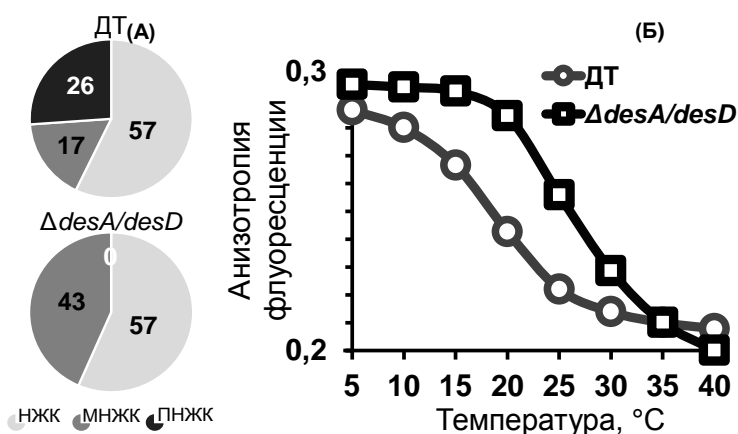 ДТ(А)
26
17
57
ΔdesA/desD
0
43
57
НЖК МНЖК ПНЖК
(Б)
0,3
ДТ
ΔdesA/desD
Анизотропия
флуоресценции
0,2
5 10 15 20 25 30 35 40
Температура, °C